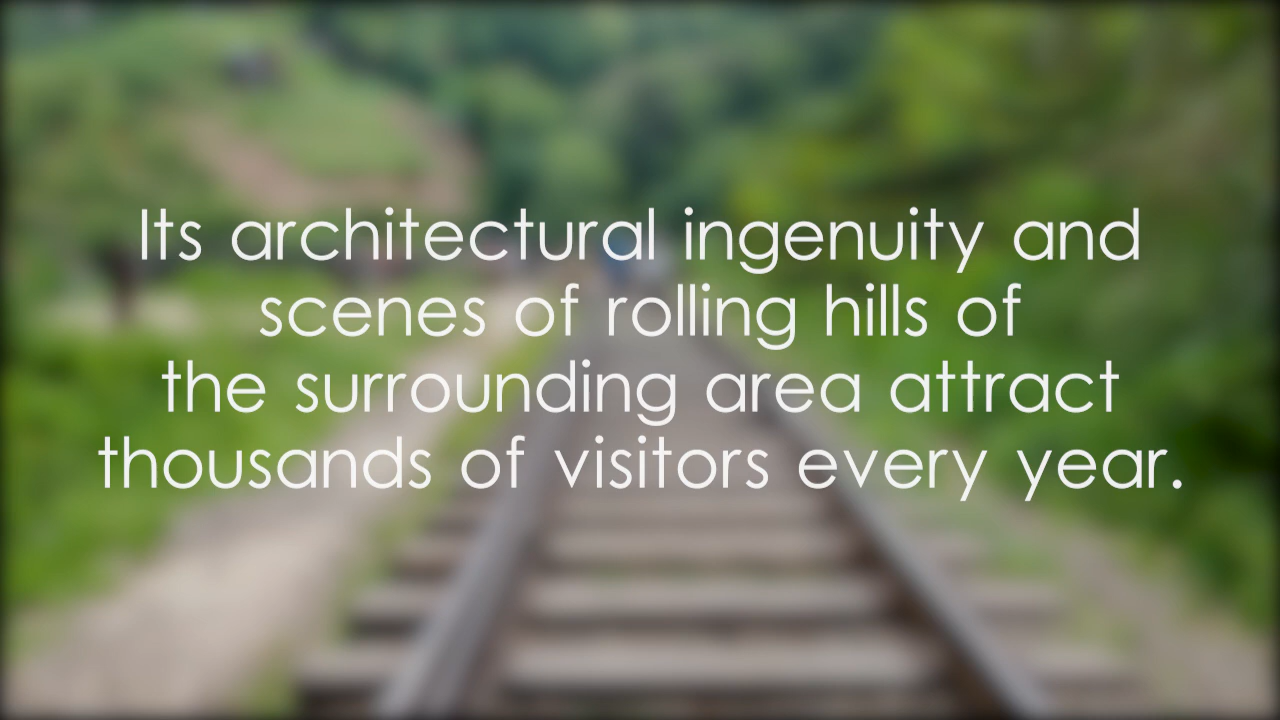 Its architectural ingenuity and
scenes of rolling hills of
the surrounding area attract
thousands of visitors every year.